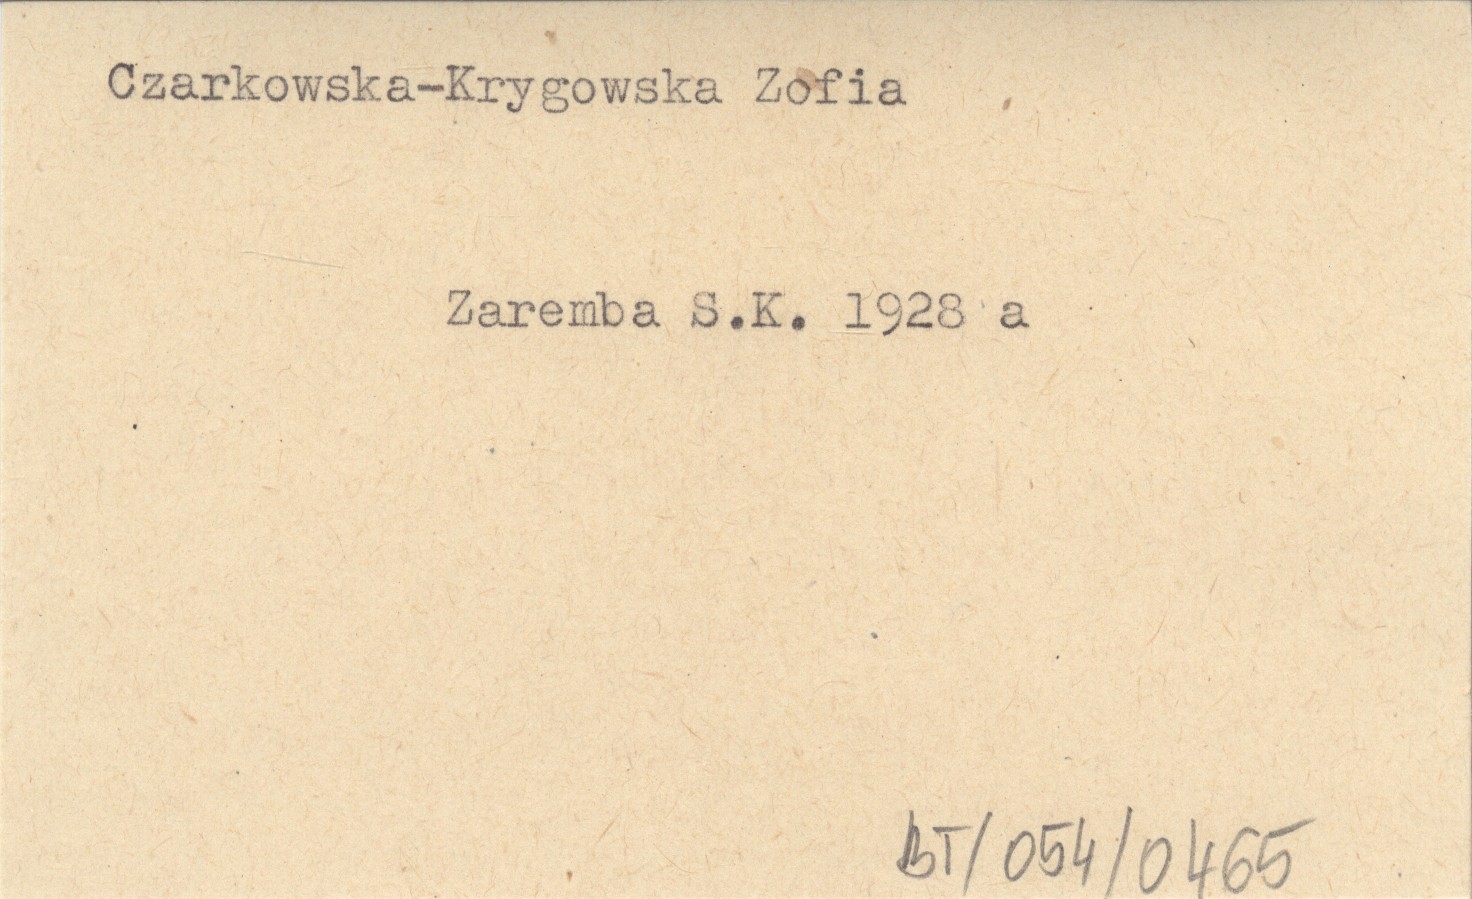 Czarkowska-Krygowska Zofia
Zaremba S.K. 1928 a
BT/054/0465